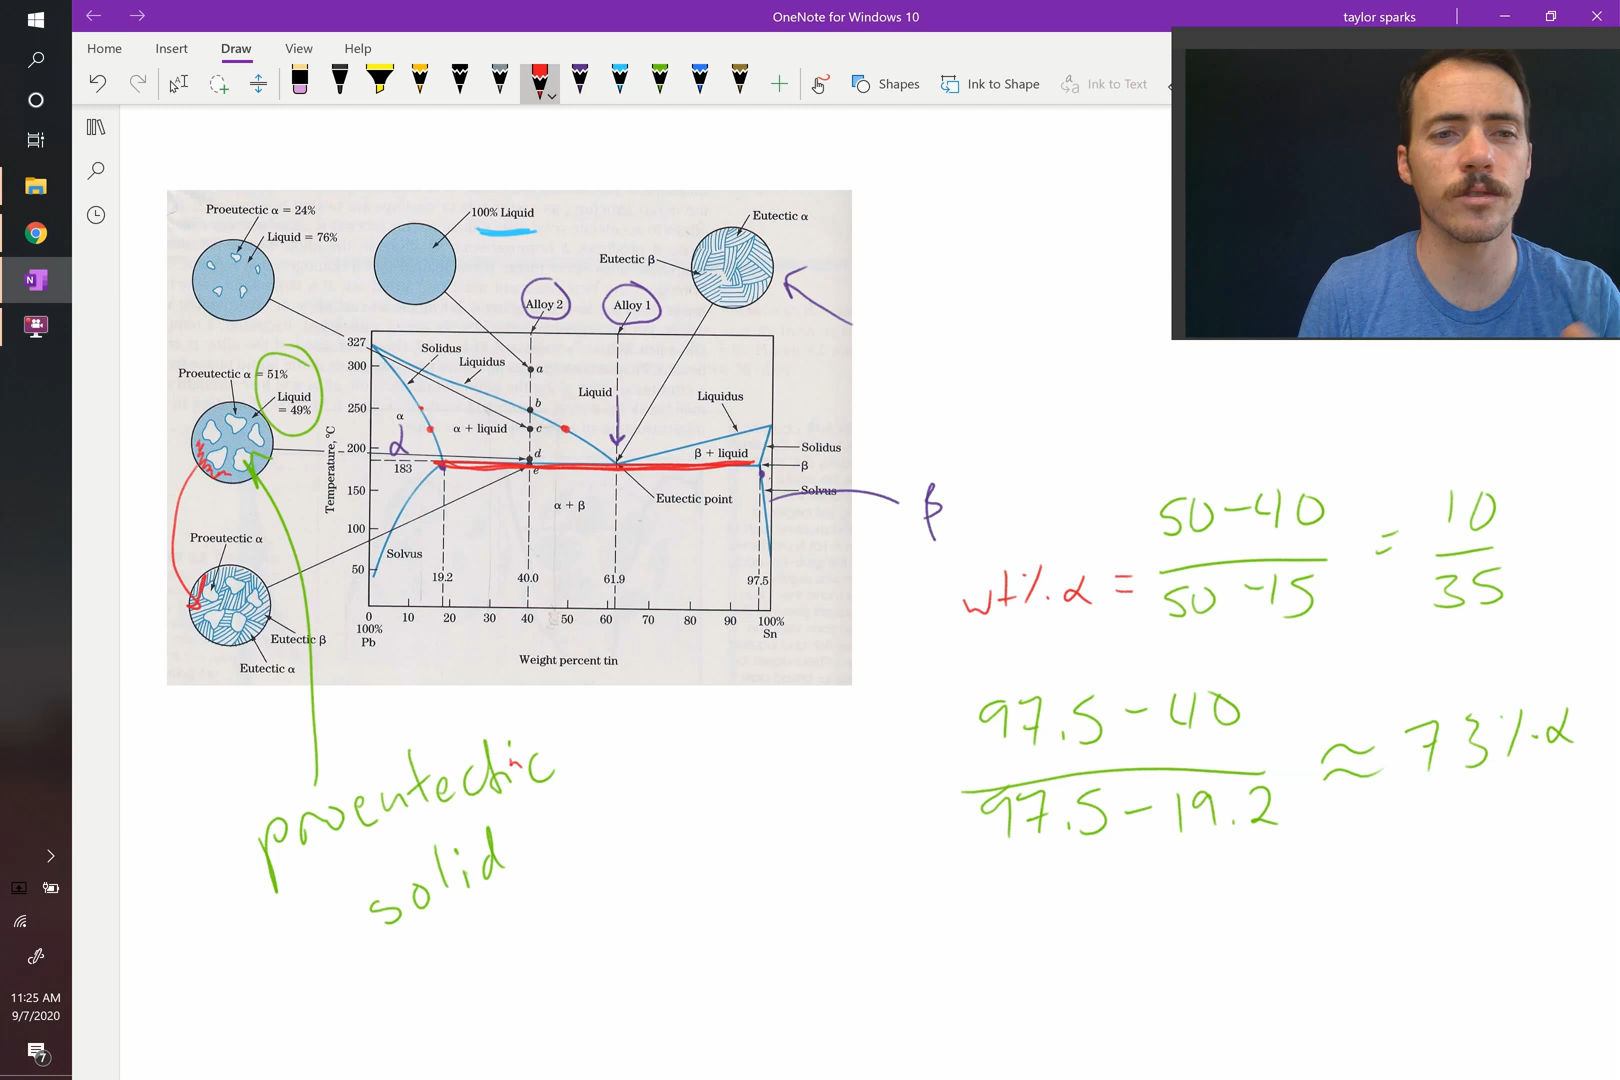 OneNote for Windows 10
taylor sparks
Home Insert Draw View Help
Shapes
Ink to Shape
Ink to Text
Proeutectic α = 24%
Liquid = 76%
100% Liquid
Eutectic α
Eutectic β
Alloy 2
Alloy 1
Proeutectic α = 51%
Liquid
= 49%
Proeutectic α
Eutectic β
Eutectic α
327
300
250
200
183
150
100
50
Temperature, °C
Solidus
Liquidus
a
b
c
d
e
α
α
α + liquid
Liquid
Liquidus
Solidus
β + liquid
β
Solvus
β
Eutectic point
α + β
Solvus
19.2 40.0 61.9 97.5
0 10 20 30 40 50 60 70 80 90 100%
100% Sn
Pb
Weight percent tin
wt% α = 50-40 / 50-15 = 10 / 35
97.5-40 / 97.5-19.2 ≈ 73% α
proeutectic
solid
11:25 AM
9/7/2020
7